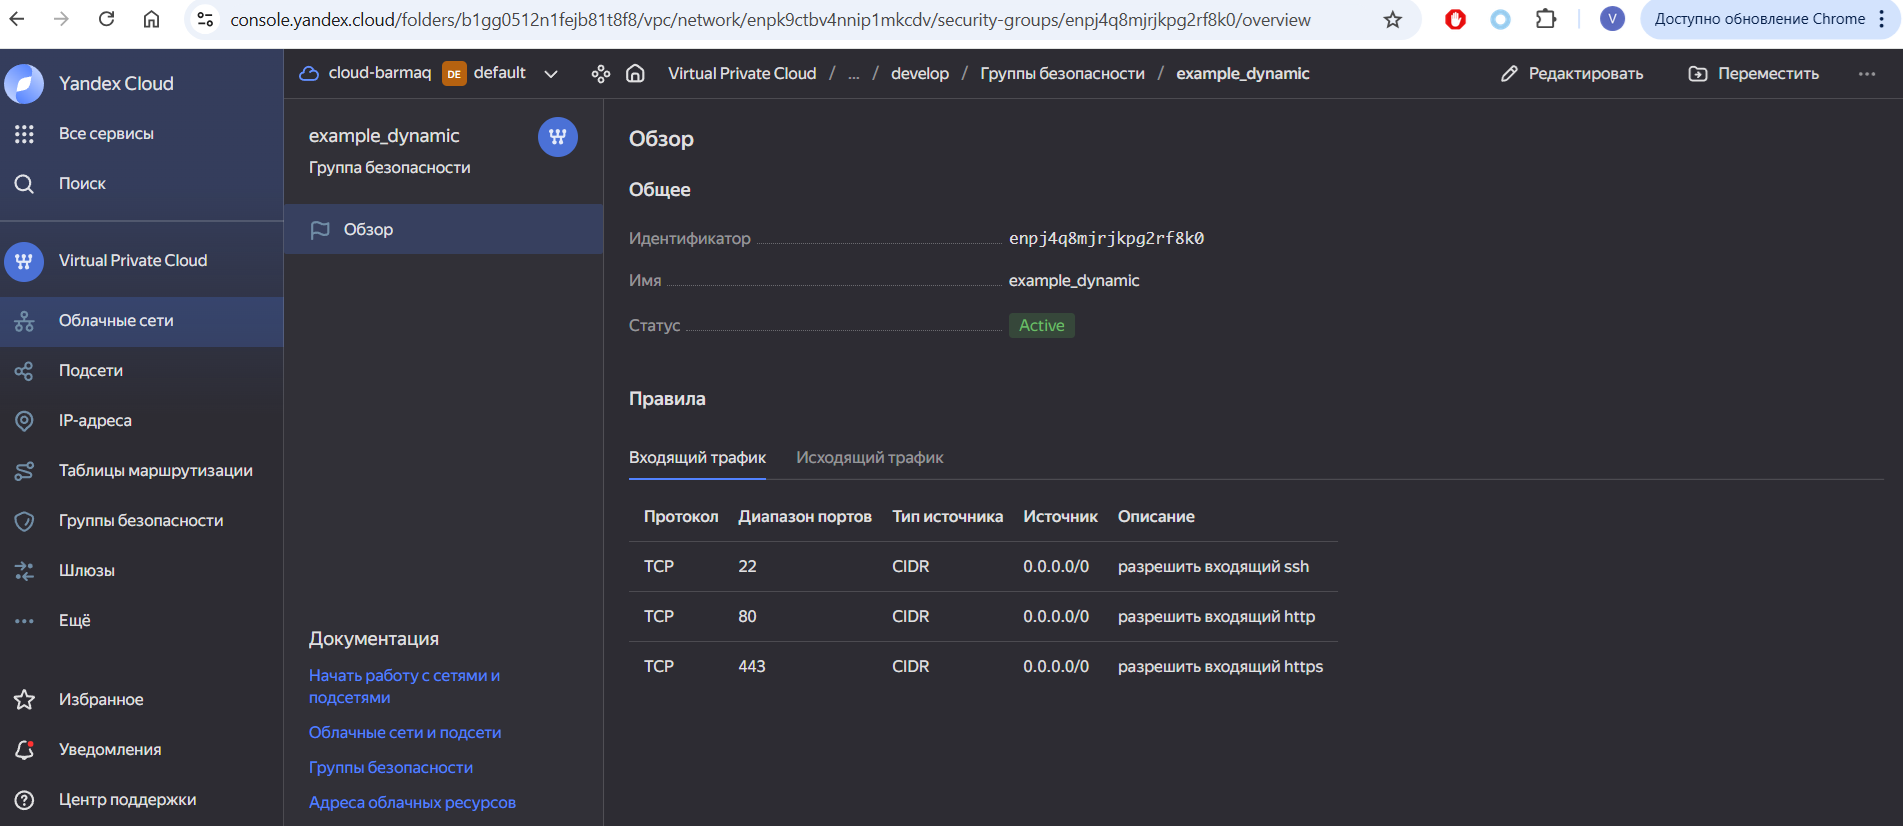 console.yandex.cloud/folders/b1gg0512n1fejb81t8f8/vpc/network/enpk9ctbv4nnip1mkcdv/security-groups/enpj4q8mjrjkpg2rf8k0/overview
V
Доступно обновление Chrome
Yandex Cloud
Все сервисы
Поиск
Virtual Private Cloud
Облачные сети
Подсети
IP-адреса
Таблицы маршрутизации
Группы безопасности
Шлюзы
Ещё
Избранное
Уведомления
Центр поддержки
cloud-barmaq DE default
Virtual Private Cloud / ... / develop / Группы безопасности / example_dynamic
Редактировать
Переместить
example_dynamic
Группа безопасности
Обзор
Документация
Начать работу с сетями и
подсетями
Облачные сети и подсети
Группы безопасности
Адреса облачных ресурсов
Обзор
Общее
Идентификатор enpj4q8mjrjkpg2rf8k0
Имя example_dynamic
Статус Active
Правила
Входящий трафик Исходящий трафик
Протокол Диапазон портов Тип источника Источник Описание
TCP 22 CIDR 0.0.0.0/0 разрешить входящий ssh
TCP 80 CIDR 0.0.0.0/0 разрешить входящий http
TCP 443 CIDR 0.0.0.0/0 разрешить входящий https